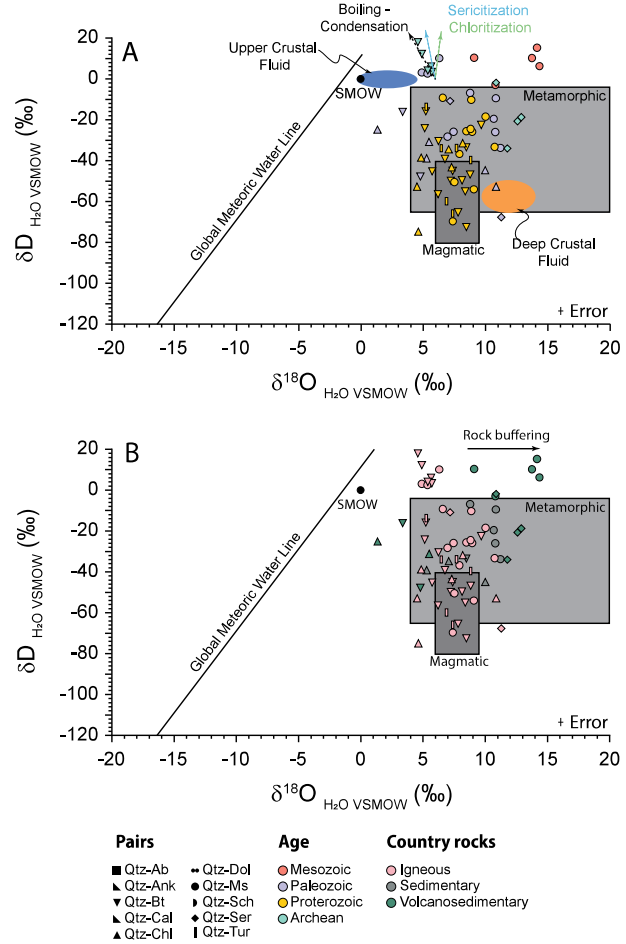 Boiling -
Condensation
Sericitization
Chloritization
A
Upper Crustal
Fluid
SMOW
Metamorphic
Global Meteoric Water Line
Magmatic
Deep Crustal
Fluid
Error
20
0
-20
-40
-60
-80
-100
-120
δD H2O VSMOW (‰)
-20 -15 -10 -5 0 5 10 15 20
δ18O H2O VSMOW (‰)
B
Rock buffering
SMOW
Metamorphic
Global Meteoric Water Line
Magmatic
Error
20
0
-20
-40
-60
-80
-100
-120
δD H2O VSMOW (‰)
-20 -15 -10 -5 0 5 10 15 20
δ18O H2O VSMOW (‰)
Pairs
Qtz-Ab
Qtz-Ank
Qtz-Bt
Qtz-Cal
Qtz-Chl
Qtz-Dol
Qtz-Ms
Qtz-Sch
Qtz-Ser
Qtz-Tur
Age
Mesozoic
Paleozoic
Proterozoic
Archean
Country rocks
Igneous
Sedimentary
Volcanosedimentary